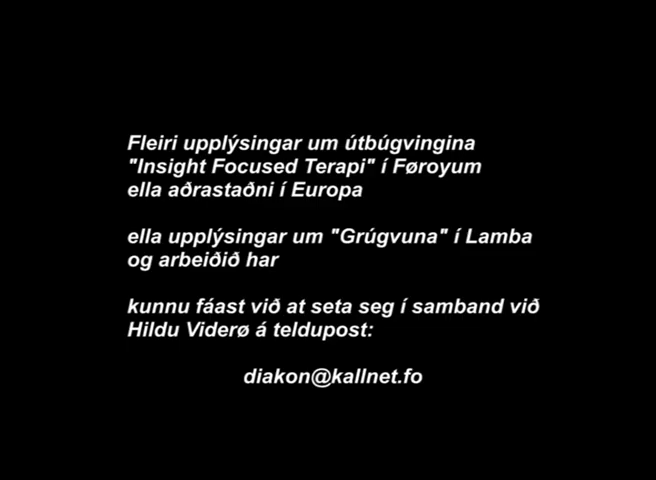 Fleiri upplýsingar um útbúgvingina
"Insight Focused Terapi" í Føroyum
ella aðrastaðni í Europa
ella upplýsingar um "Grúgvuna" í Lamba
og arbeiðið har
kunnu fáast við at seta seg í samband við
Hildu Viderø á teldupost:
diakon@kallnet.fo